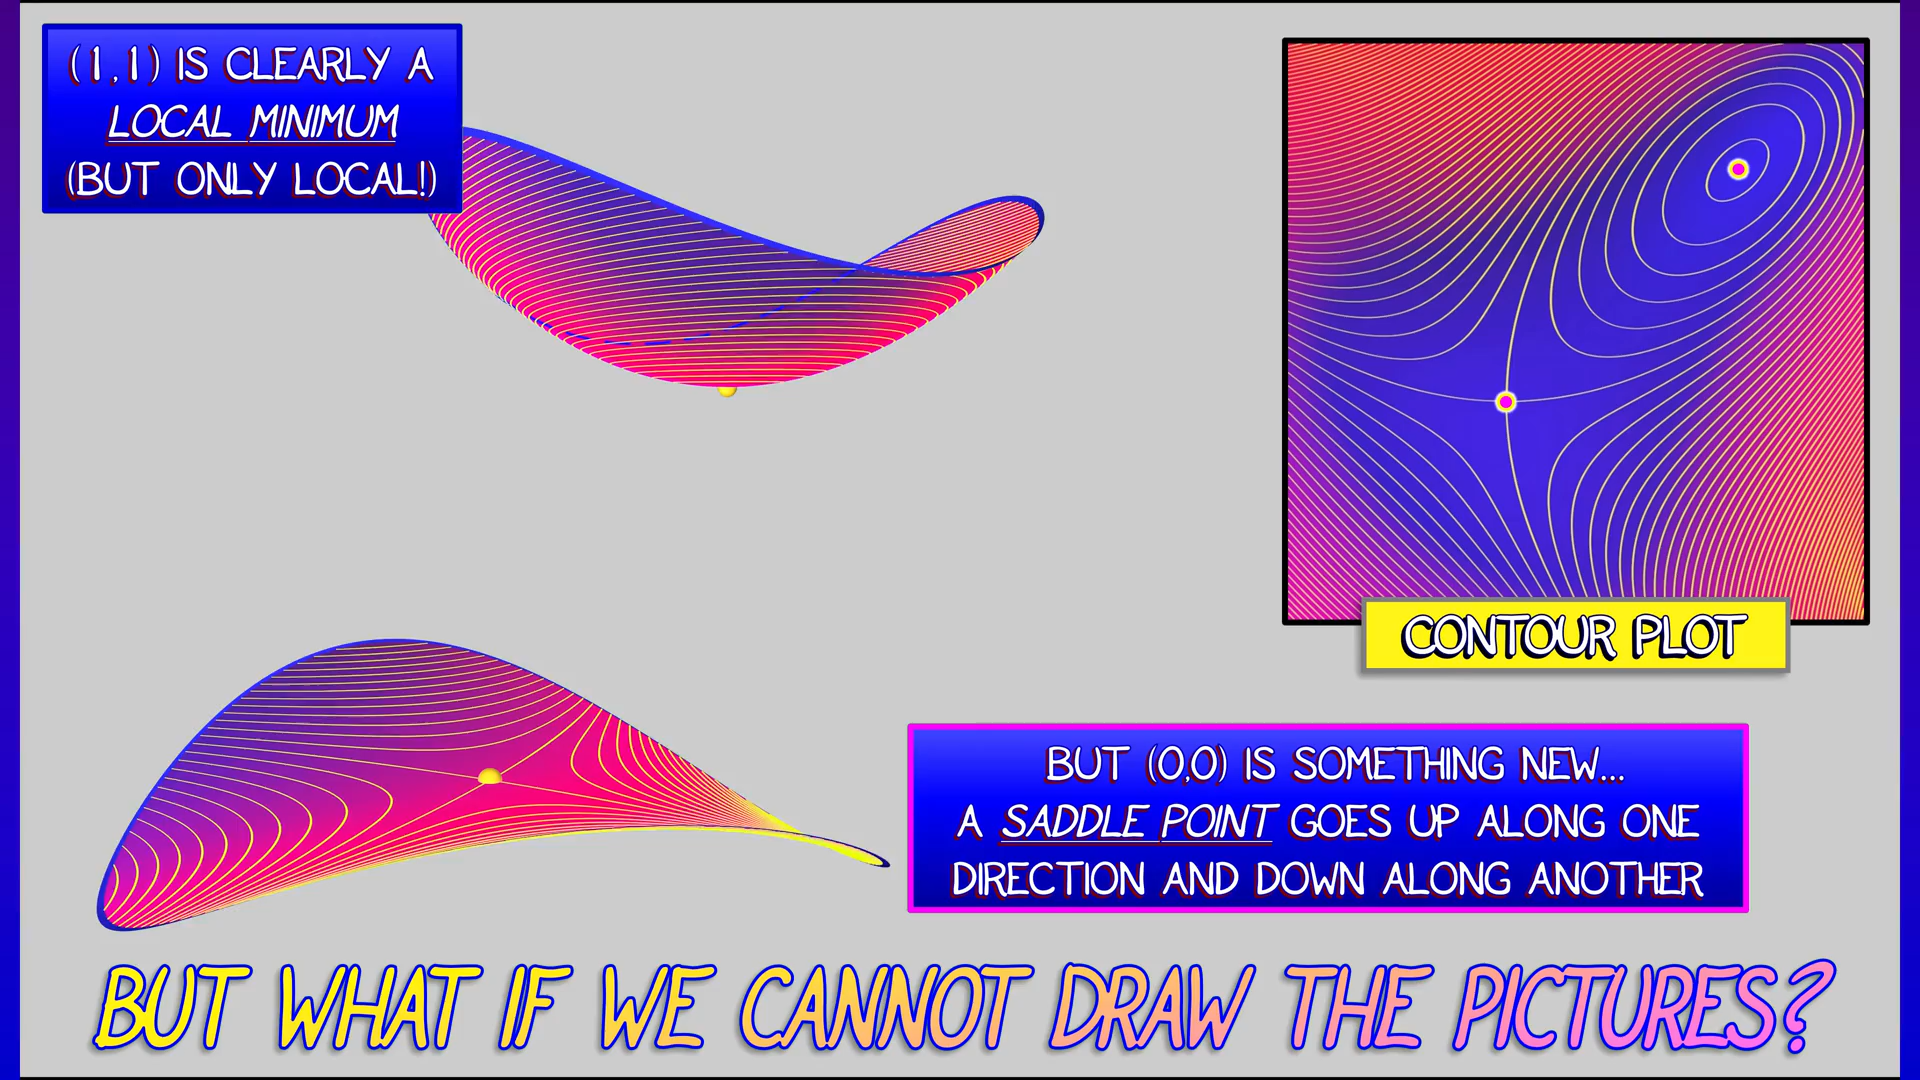 (1,1) IS CLEARLY A
LOCAL MINIMUM
(BUT ONLY LOCAL!)
CONTOUR PLOT
BUT (0,0) IS SOMETHING NEW...
A SADDLE POINT GOES UP ALONG ONE
DIRECTION AND DOWN ALONG ANOTHER
BUT WHAT IF WE CANNOT DRAW THE PICTURES?